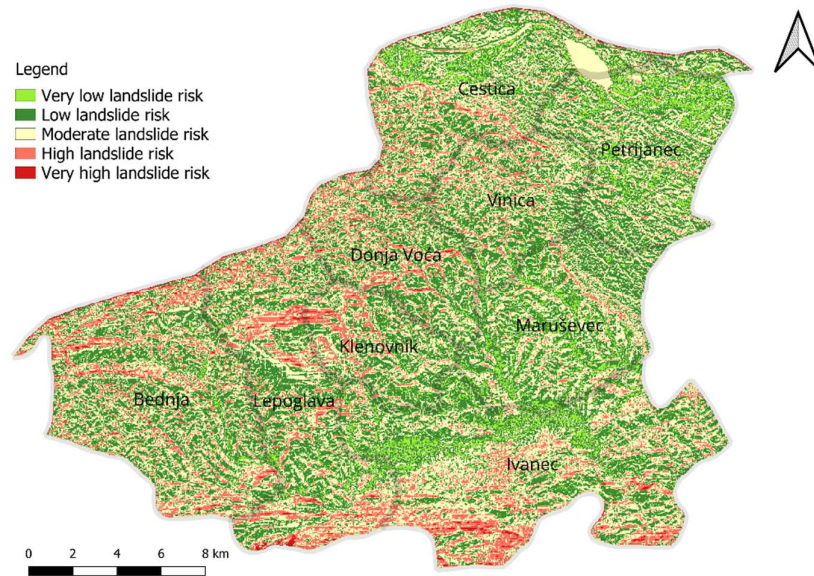 Legend
Very low landslide risk
Low landslide risk
Moderate landslide risk
High landslide risk
Very high landslide risk
Cestica
Petrijanec
Vinica
Donja Voća
Maruševec
Klenovnik
Bednja
Lepoglava
Ivanec
0 2 4 6 8 km